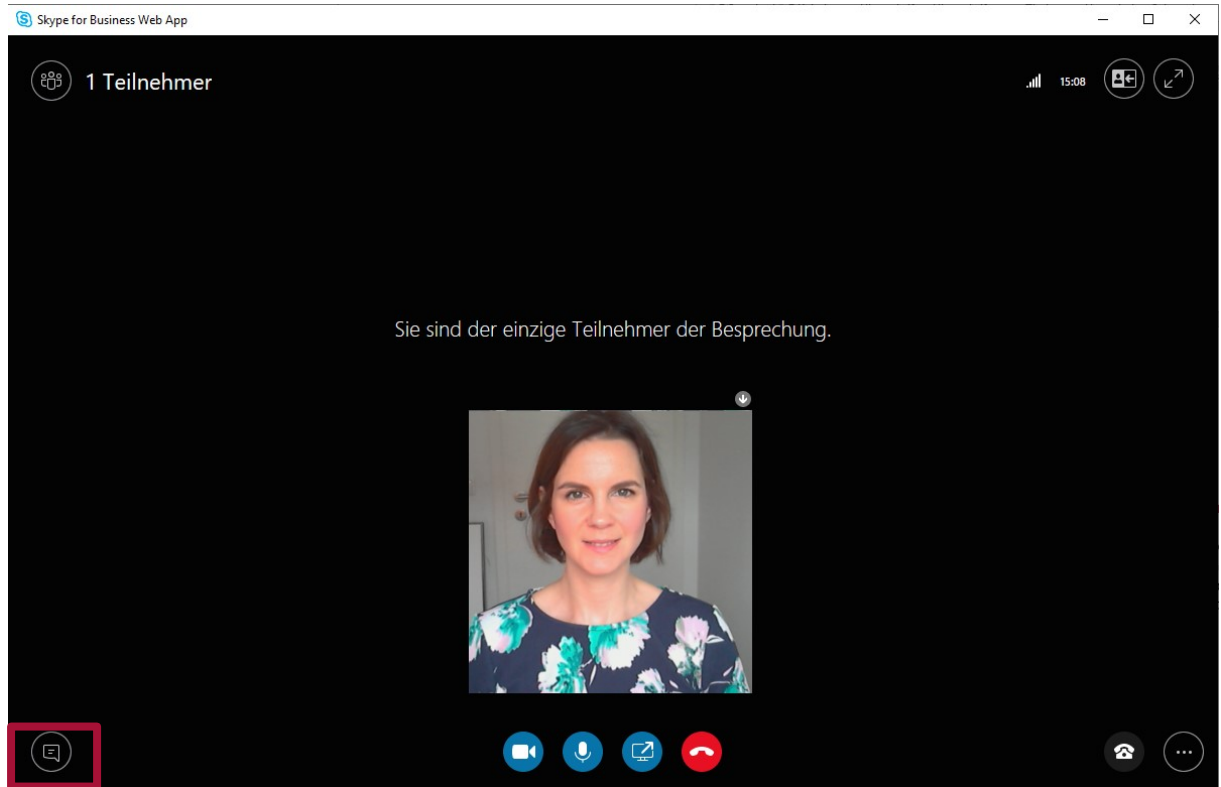 Skype for Business Web App
1 Teilnehmer
15:08
Sie sind der einzige Teilnehmer der Besprechung.